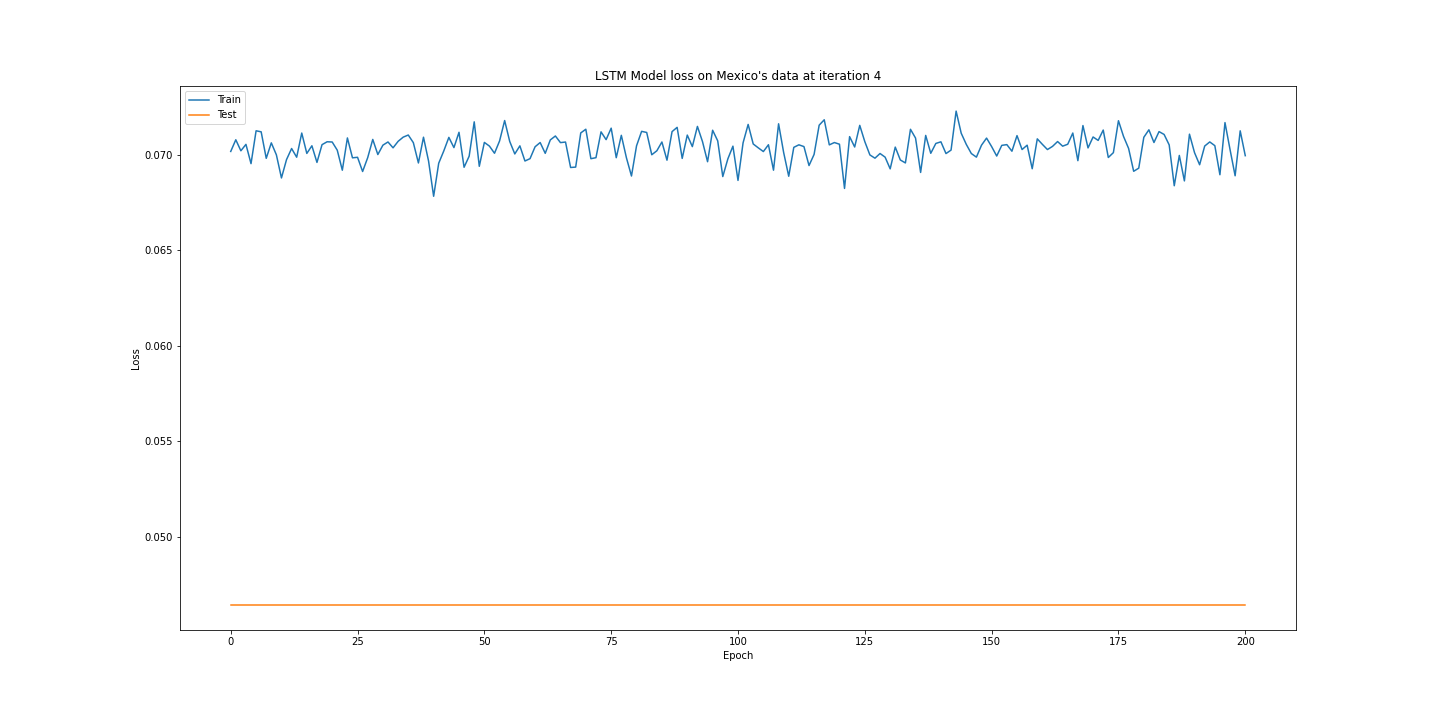 LSTM Model loss on Mexico's data at iteration 4
Train
Test
0.070
0.065
0.060
0.055
0.050
Loss
0 25 50 75 100 125 150 175 200
Epoch